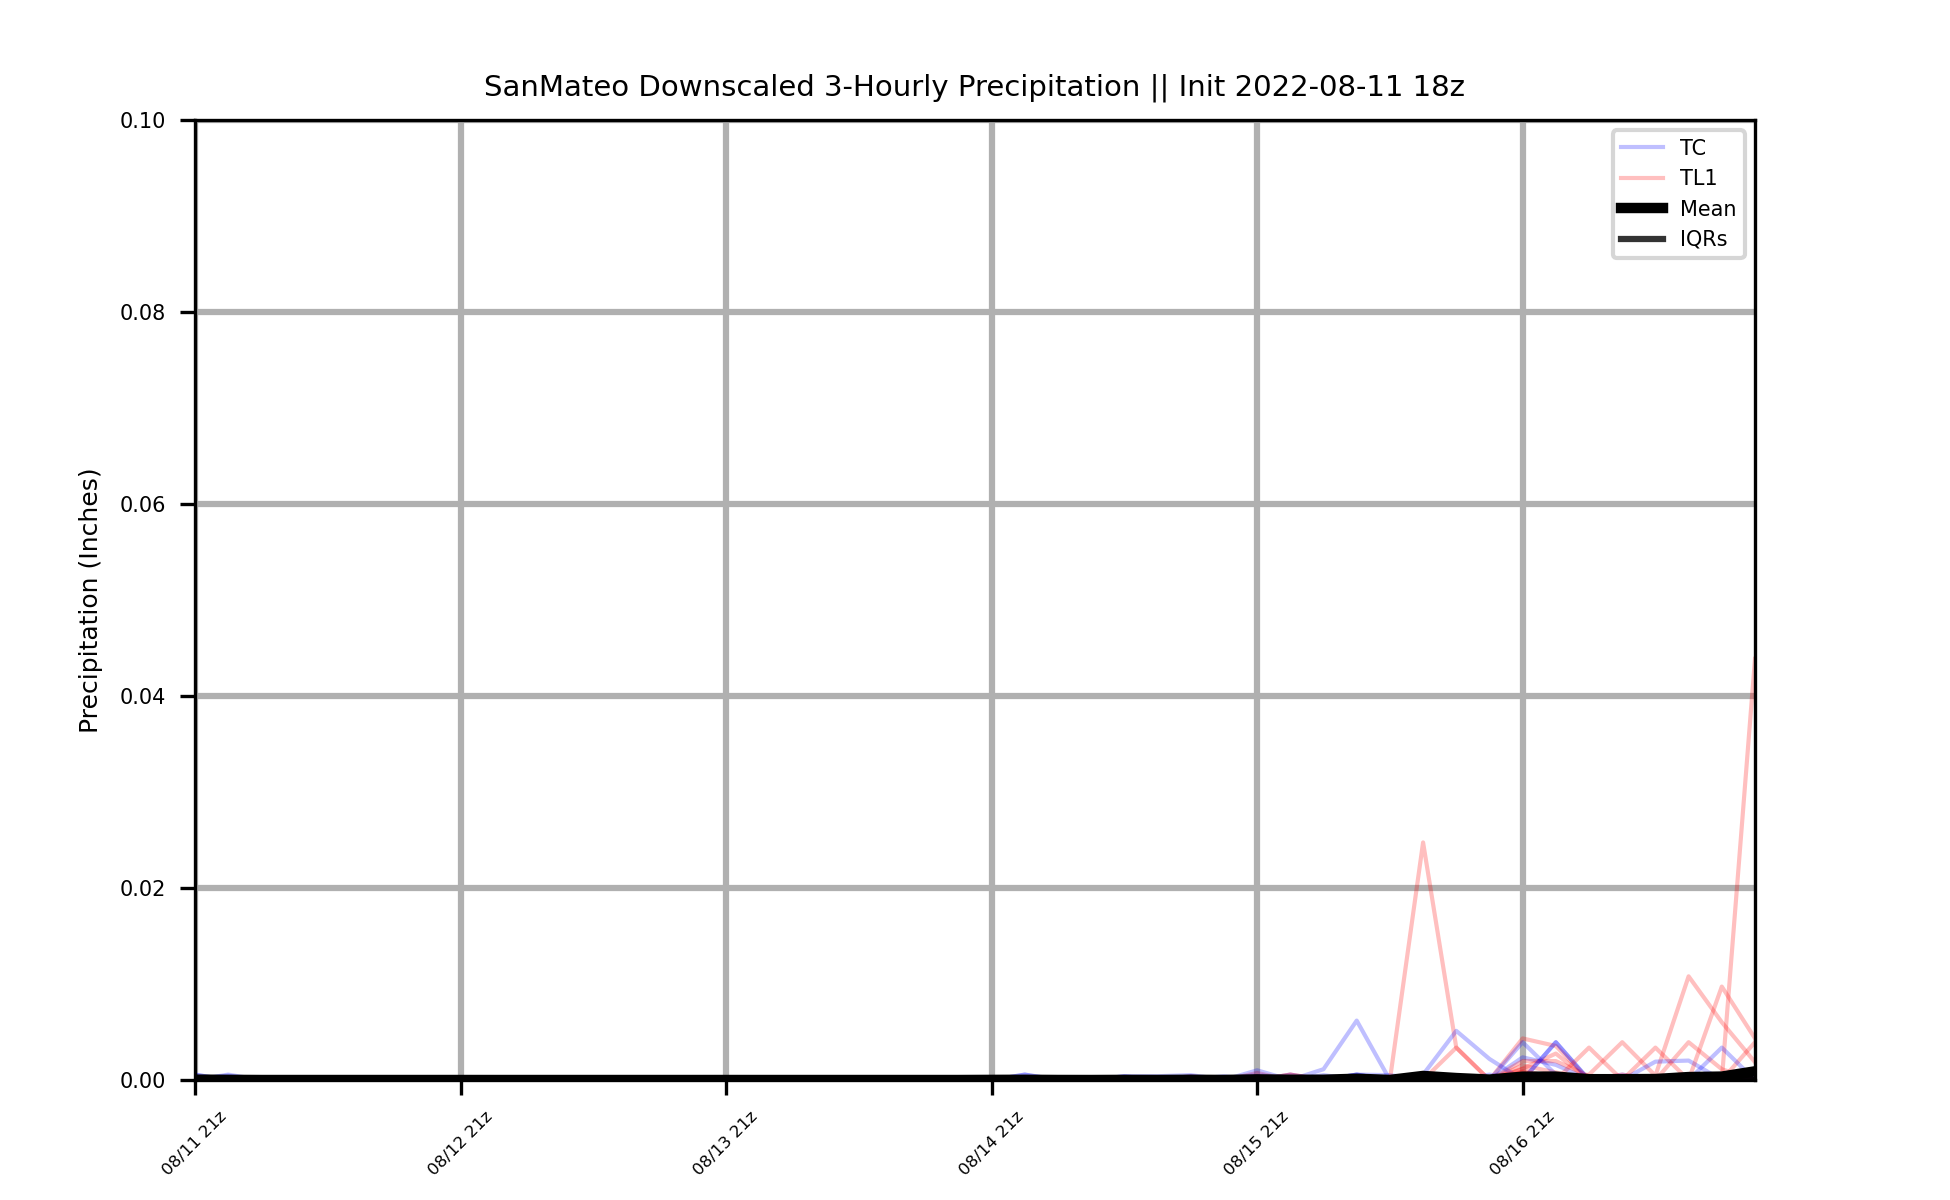 SanMateo Downscaled 3-Hourly Precipitation || Init 2022-08-11 18z
0.10
0.08
0.06
0.04
0.02
0.00
Precipitation (Inches)
TC
TL1
Mean
IQRs
08/11 21z
08/12 21z
08/13 21z
08/14 21z
08/15 21z
08/16 21z